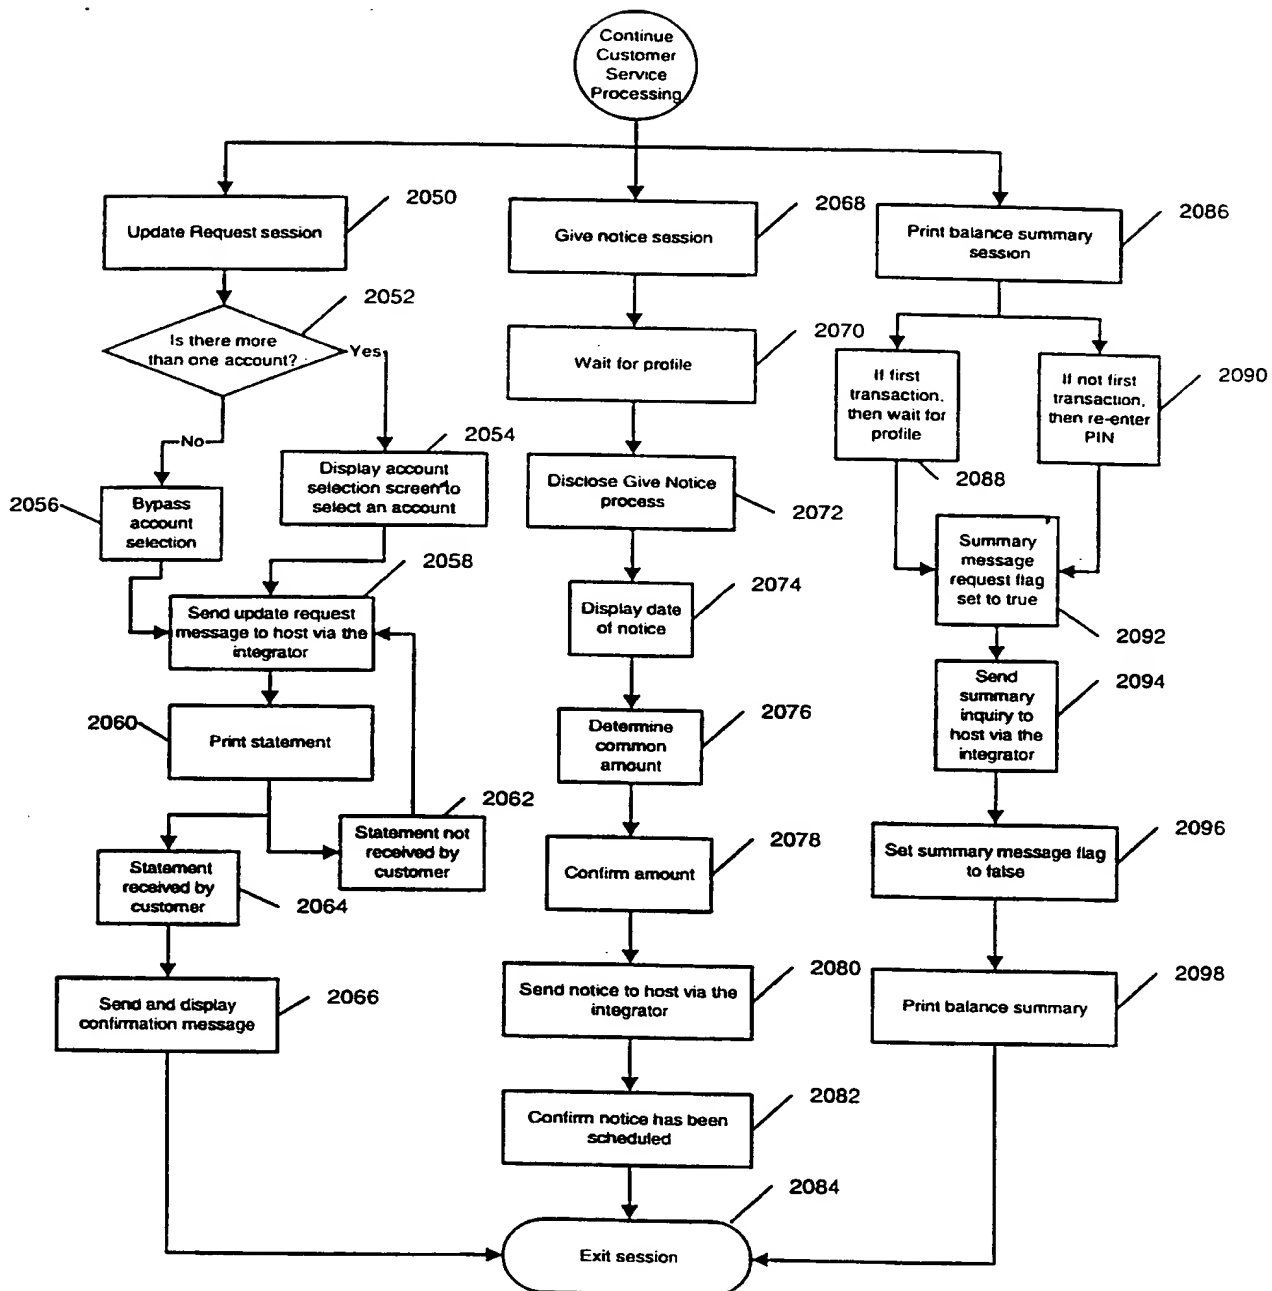 Continue
Customer
Service
Processing
2050
Update Request session
2052
Is there more
than one account?
Yes
No
2054
Display account
selection screen to
select an account
2056
Bypass
account
selection
2058
Send update request
message to host via the
integrator
2060
Print statement
2062
Statement not
received by
customer
Statement
received by
customer
2064
Send and display
confirmation message
2066
2068
Give notice session
2070
Wait for profile
Disclose Give Notice
process
2072
2074
Display date
of notice
2076
Determine
common
amount
2078
Confirm amount
2080
Send notice to host via the
integrator
2082
Confirm notice has been
scheduled
2084
Exit session
2086
Print balance summary
session
If first
transaction,
then wait for
profile
2088
2090
If not first
transaction,
then re-enter
PIN
Summary
message
request flag
set to true
2092
2094
Send
summary
inquiry to
host via the
integrator
2096
Set summary message flag
to false
2098
Print balance summary